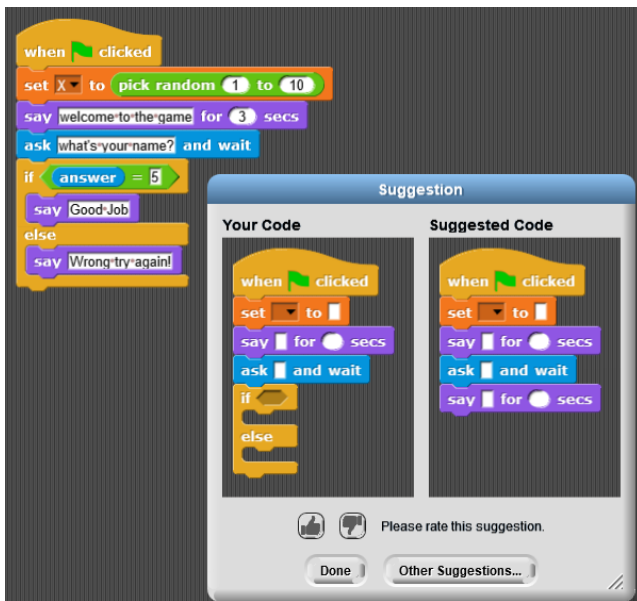 when clicked
set X to pick random 1 to 10
say welcome to the game for 3 secs
ask what's your name? and wait
if answer = 5
say Good Job
else
say Wrong try again!
Suggestion
Your Code
when clicked
set to
say for secs
ask and wait
if
else
Suggested Code
when clicked
set to
say for secs
ask and wait
say for secs
Please rate this suggestion.
Done
Other Suggestions...